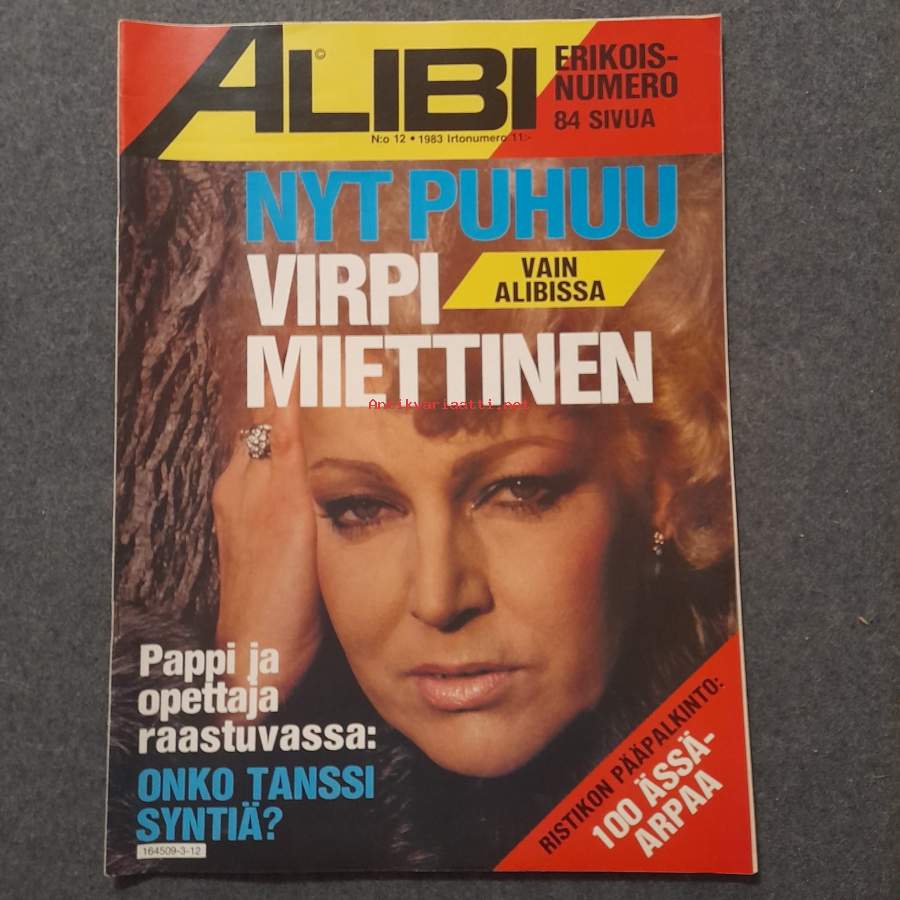 ALIBI
©
ERIKOIS-
NUMERO
84 SIVUA
N:o 12 • 1983 Irtonumero 11:-
NYT PUHUU
VIRPI
MIETTINEN
VAIN
ALIBISSA
Antikvariaatti.net
Pappi ja
opettaja
raastuvassa:
ONKO TANSSI
SYNTIÄ?
164509-3-12
RISTIKON PÄÄPALKINTO:
100 ÄSSÄ-
ARPAA